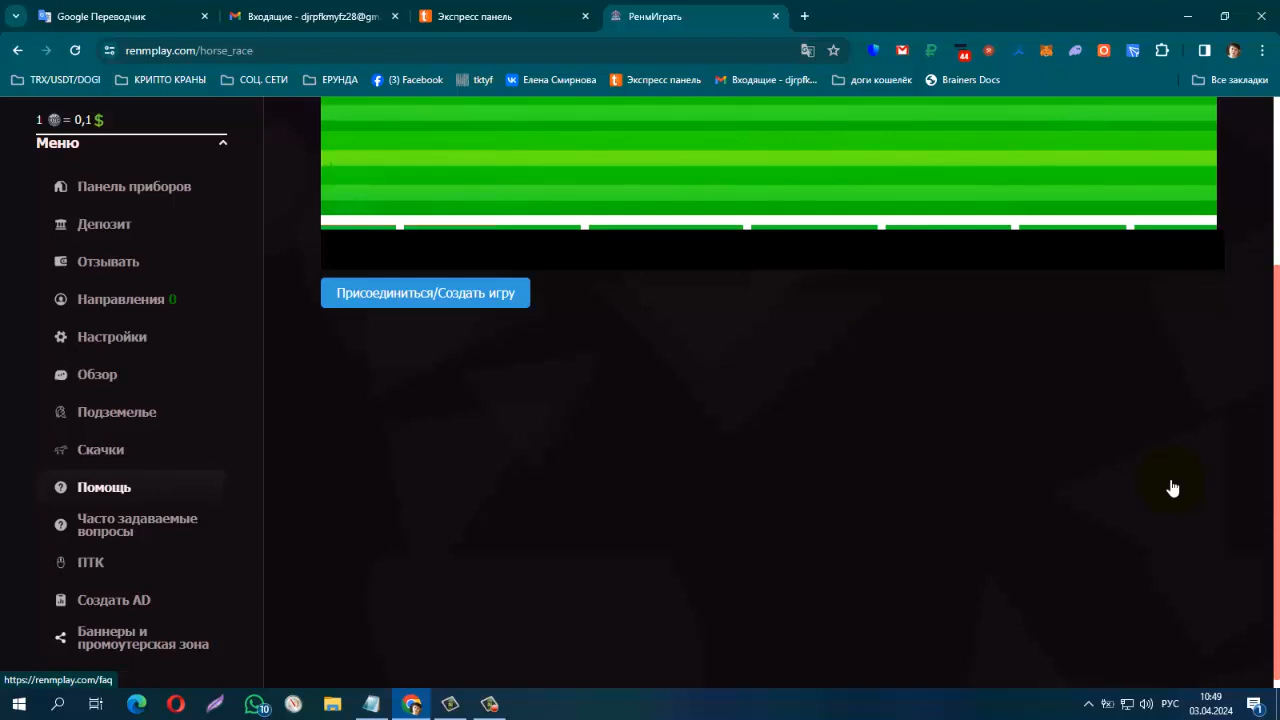 Google Переводчик
Входящие - djrpfkmyfz28@gm
Экспресс панель
РенмИграть
renmplay.com/horse_race
44
TRX/USDT/DOGI
КРИПТО КРАНЫ
СОЦ. СЕТИ
ЕРУНДА
(3) Facebook
tktyf
Елена Смирнова
Экспресс панель
Входящие - djrpfk...
доги кошелёк
Brainers Docs
Все закладки
1 = 0,1$
Меню
Панель приборов
Депозит
Отзывать
Направления 0
Настройки
Обзор
Подземелье
Скачки
Помощь
Часто задаваемые
вопросы
ПТК
Создать AD
Баннеры и
промоутерская зона
Присоединиться/Создать игру
https://renmplay.com/faq
10
РУС
10:49
03.04.2024
1